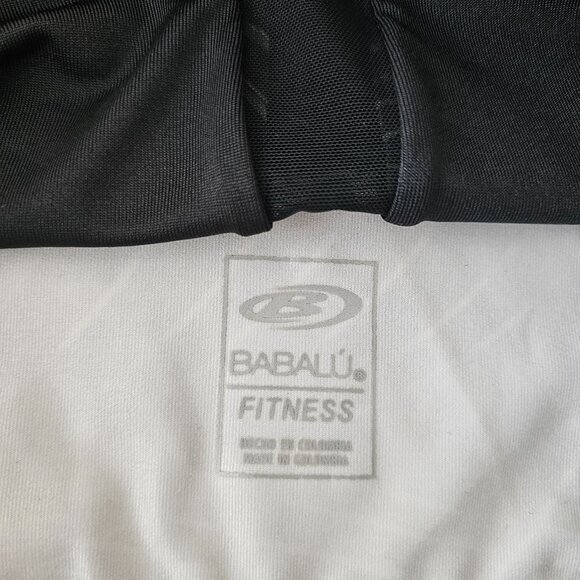 B
BABALÚ®
FITNESS
HECHO EN COLOMBIA
MADE IN COLOMBIA